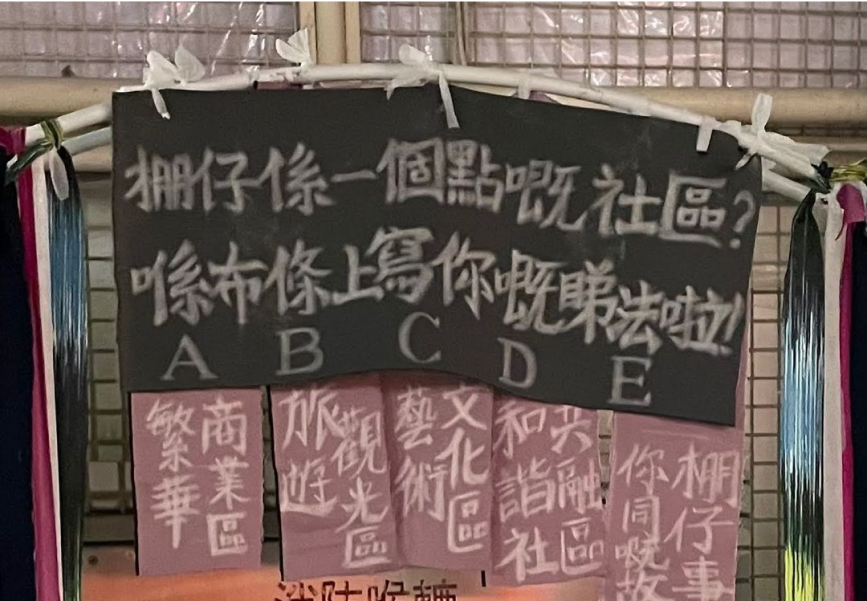 棚仔係一個點嘅社區?
喺布條上寫你嘅睇法啦!
A B C D E
繁華
商業區
旅遊
觀光區
藝術
文化區
和諧
共融
社區
你同
棚仔
嘅
故事